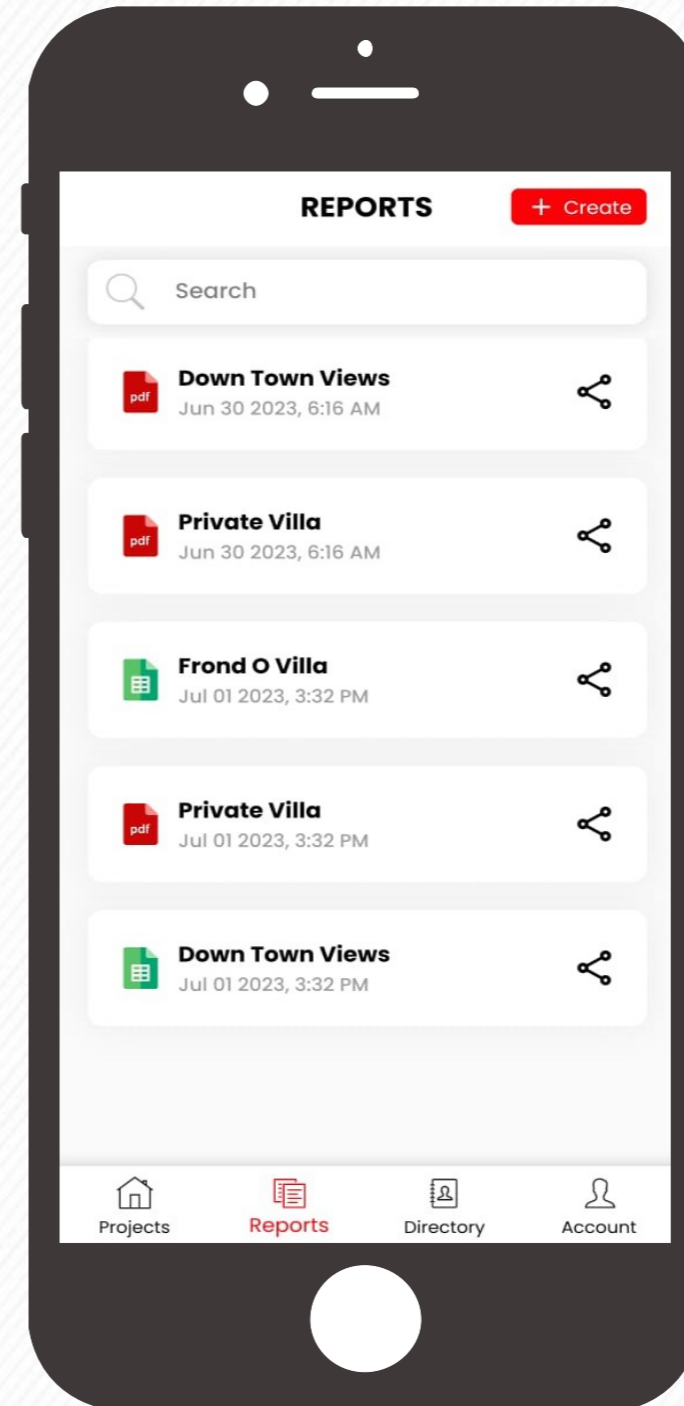 REPORTS
+ Create
Search
pdf
Down Town Views
Jun 30 2023, 6:16 AM
pdf
Private Villa
Jun 30 2023, 6:16 AM
Frond O Villa
Jul 01 2023, 3:32 PM
pdf
Private Villa
Jul 01 2023, 3:32 PM
Down Town Views
Jul 01 2023, 3:32 PM
Projects
Reports
Directory
Account